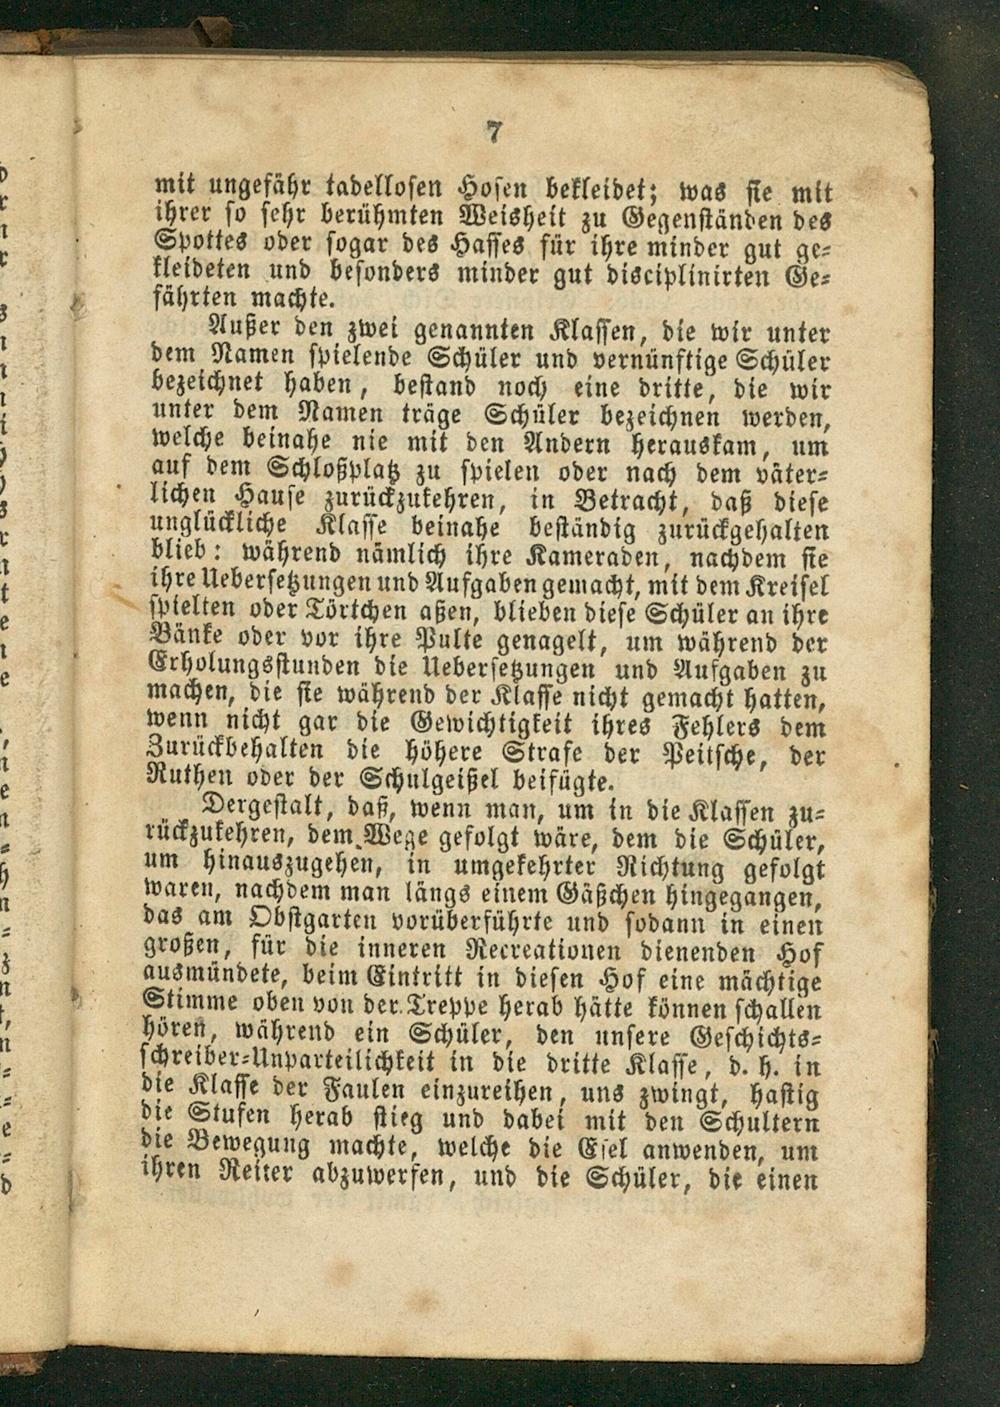 7
mit ungefähr tadellosen Hosen bekleidet; was sie mit
ihrer so sehr berühmten Weisheit zu Gegenständen des
Spottes oder sogar des Hasses für ihre minder gut ge-
kleideten und besonders minder gut disciplinirten Ge-
fährten machte.
Außer den zwei genannten Klassen, die wir unter
dem Namen spielende Schüler und vernünftige Schüler
bezeichnet haben, bestand noch eine dritte, die wir
unter dem Namen träge Schüler bezeichnen werden,
welche beinahe nie mit den Andern herauskam, um
auf dem Schloßplatz zu spielen oder nach dem väter-
lichen Hause zurückzukehren, in Betracht, daß diese
unglückliche Klasse beinahe beständig zurückgehalten
blieb: während nämlich ihre Kameraden, nachdem sie
ihre Uebersetzungen und Aufgaben gemacht, mit dem Kreisel
spielten oder Törtchen aßen, blieben diese Schüler an ihre
Bänke oder vor ihre Pulte genagelt, um während der
Erholungsstunden die Uebersetzungen und Aufgaben zu
machen, die sie während der Klasse nicht gemacht hatten,
wenn nicht gar die Gewichtigkeit ihres Fehlers dem
Zurückbehalten die höhere Strafe der Peitsche, der
Ruthen oder der Schulgeißel beifügte.
Dergestalt, daß, wenn man, um in die Klassen zu-
rückzukehren, dem Wege gefolgt wäre, dem die Schüler,
um hinauszugehen, in umgekehrter Richtung gefolgt
waren, nachdem man längs einem Gäßchen hingegangen,
das am Obstgarten vorüberführte und sodann in einen
großen, für die inneren Recreationen dienenden Hof
ausmündete, beim Eintritt in diesen Hof eine mächtige
Stimme oben von der Treppe herab hätte können schallen
hören, während ein Schüler, den unsere Geschichts-
schreiber-Unparteilichkeit in die dritte Klasse, d. h. in
die Klasse der Faulen einzureihen, uns zwingt, hastig
die Stufen herab stieg und dabei mit den Schultern
die Bewegung machte, welche die Esel anwenden, um
ihren Reiter abzuwerfen, und die Schüler, die einen